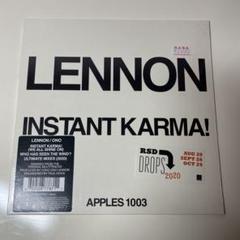 LENNON
INSTANT KARMA!
LENNON / ONO
INSTANT KARMA!
(WE ALL SHINE ON)
WHO HAS SEEN THE WIND?
ULTIMATE MIXES (2020)
RSD
DROPS
2020
AUG 29
SEPT 26
OCT 24
APPLES 1003